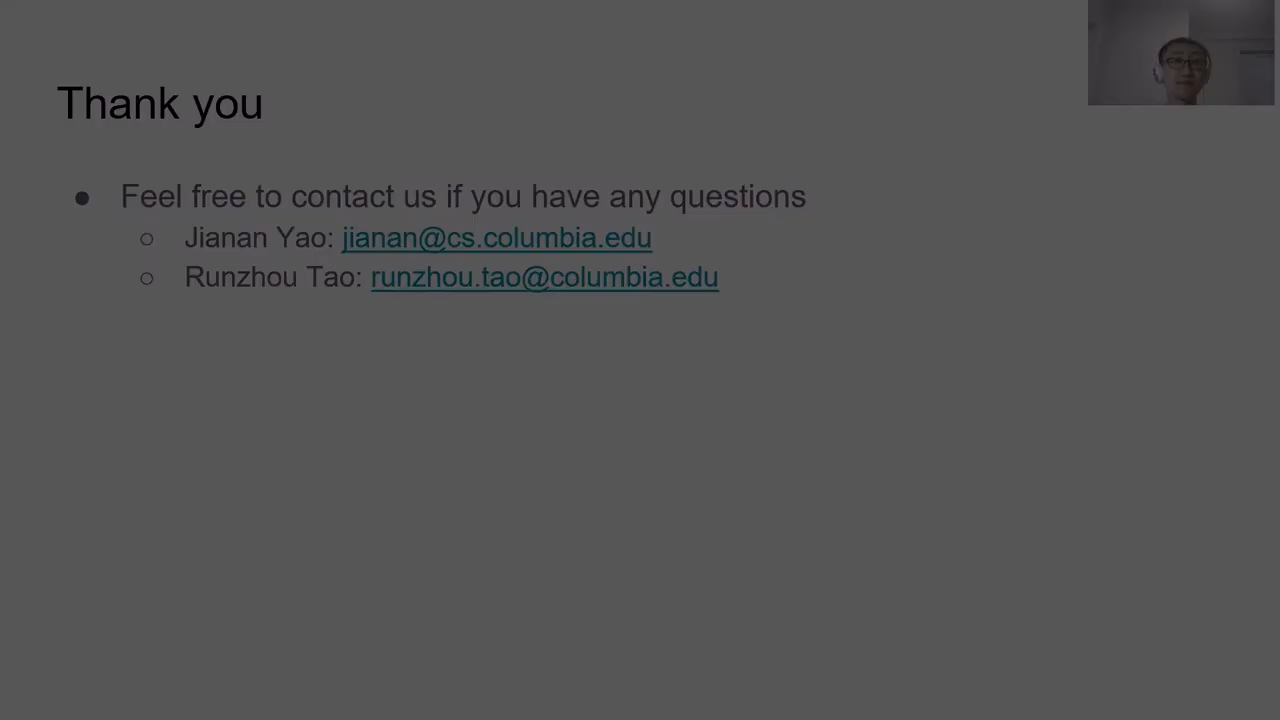 Thank you
● Feel free to contact us if you have any questions
○ Jianan Yao: jianan@cs.columbia.edu
○ Runzhou Tao: runzhou.tao@columbia.edu